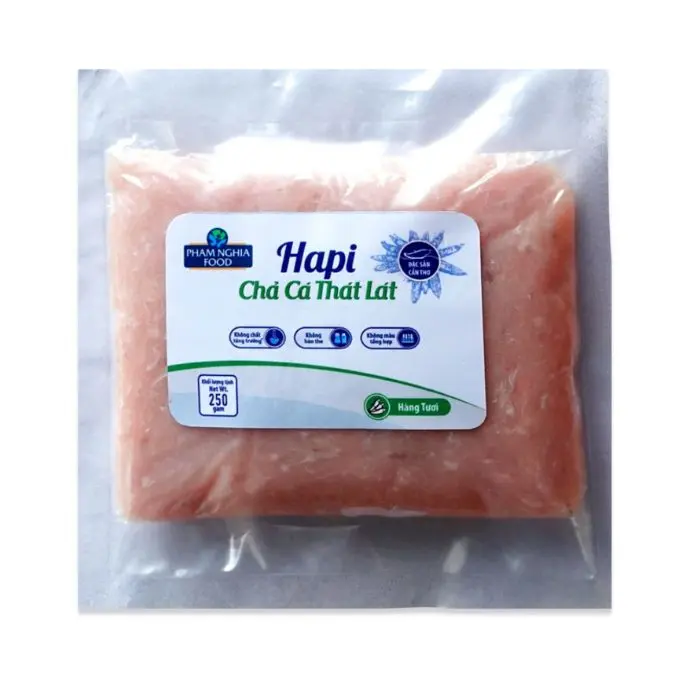 PHAM NGHIA
FOOD
Hapi
Chả Cá Thát Lát
ĐẶC SẢN
CẦN THƠ
Không chất
tăng trưởng
Không
hàn the
Không màu
tổng hợp
Khối lượng tịnh
Net Wt.
250
gam
Hàng Tươi